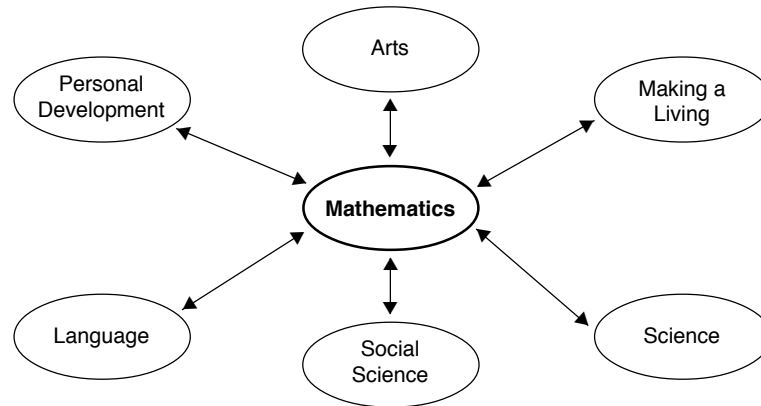 Arts
Personal
Development
Making a
Living
Mathematics
Language
Social
Science
Science